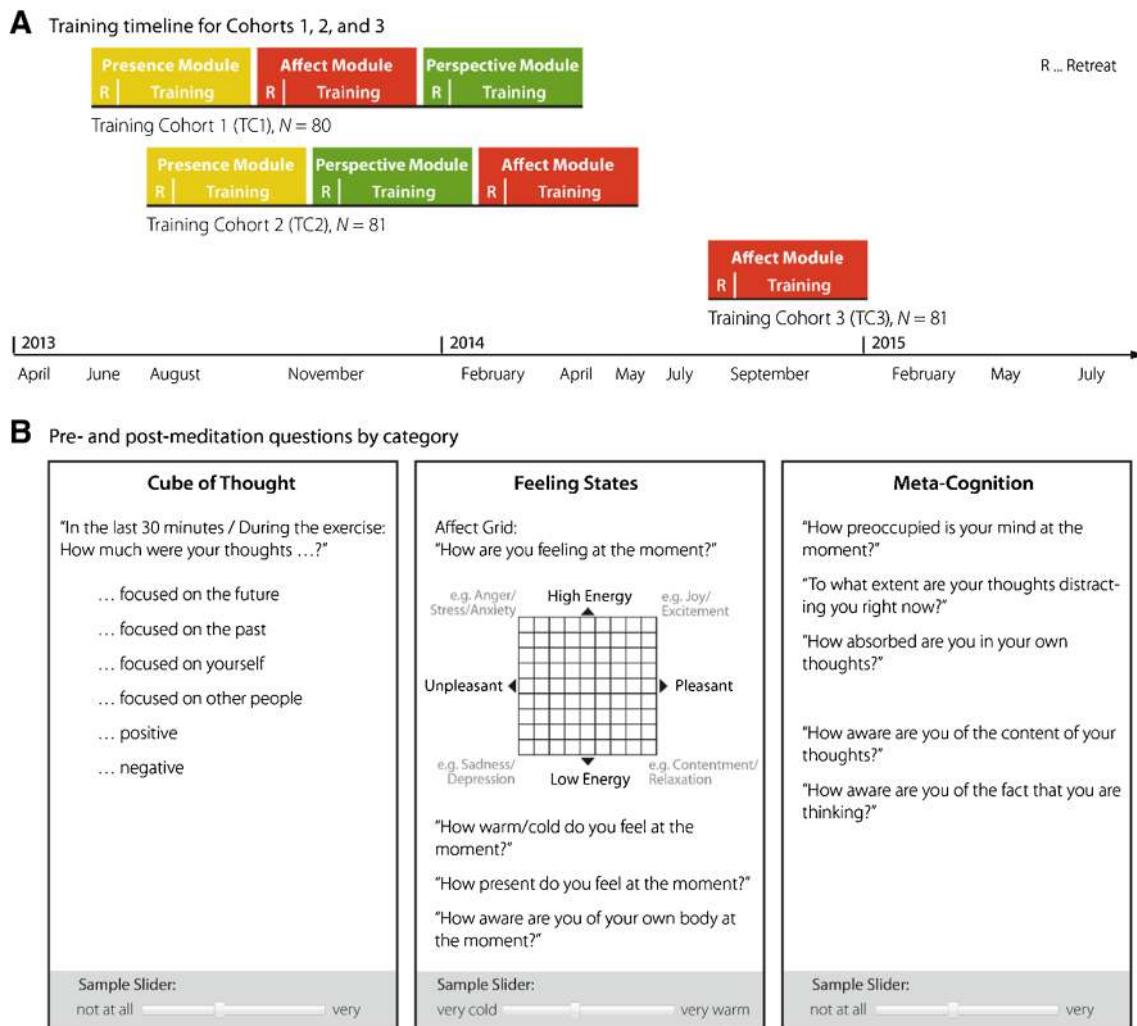 A Training timeline for Cohorts 1, 2, and 3
Presence Module Affect Module Perspective Module
R Training R Training R Training
R ... Retreat
Training Cohort 1 (TC1), N = 80
Presence Module Perspective Module Affect Module
R Training R Training R Training
Training Cohort 2 (TC2), N = 81
Affect Module
R Training
Training Cohort 3 (TC3), N = 81
2013 2014 2015
April June August November February April May July September February May July
B Pre- and post-meditation questions by category
Cube of Thought
"In the last 30 minutes / During the exercise:
How much were your thoughts ...?"
... focused on the future
... focused on the past
... focused on yourself
... focused on other people
... positive
... negative
Sample Slider:
not at all very
Feeling States
Affect Grid:
"How are you feeling at the moment?"
e.g. Anger/
Stress/Anxiety
High Energy
e.g. Joy/
Excitement
Unpleasant Pleasant
e.g. Sadness/
Depression
Low Energy
e.g. Contentment/
Relaxation
"How warm/cold do you feel at the
moment?"
"How present do you feel at the moment?"
"How aware are you of your own body at
the moment?"
Sample Slider:
very cold very warm
Meta-Cognition
"How preoccupied is your mind at the
moment?"
"To what extent are your thoughts distract-
ing you right now?"
"How absorbed are you in your own
thoughts?"
"How aware are you of the content of your
thoughts?"
"How aware are you of the fact that you are
thinking?"
Sample Slider:
not at all very